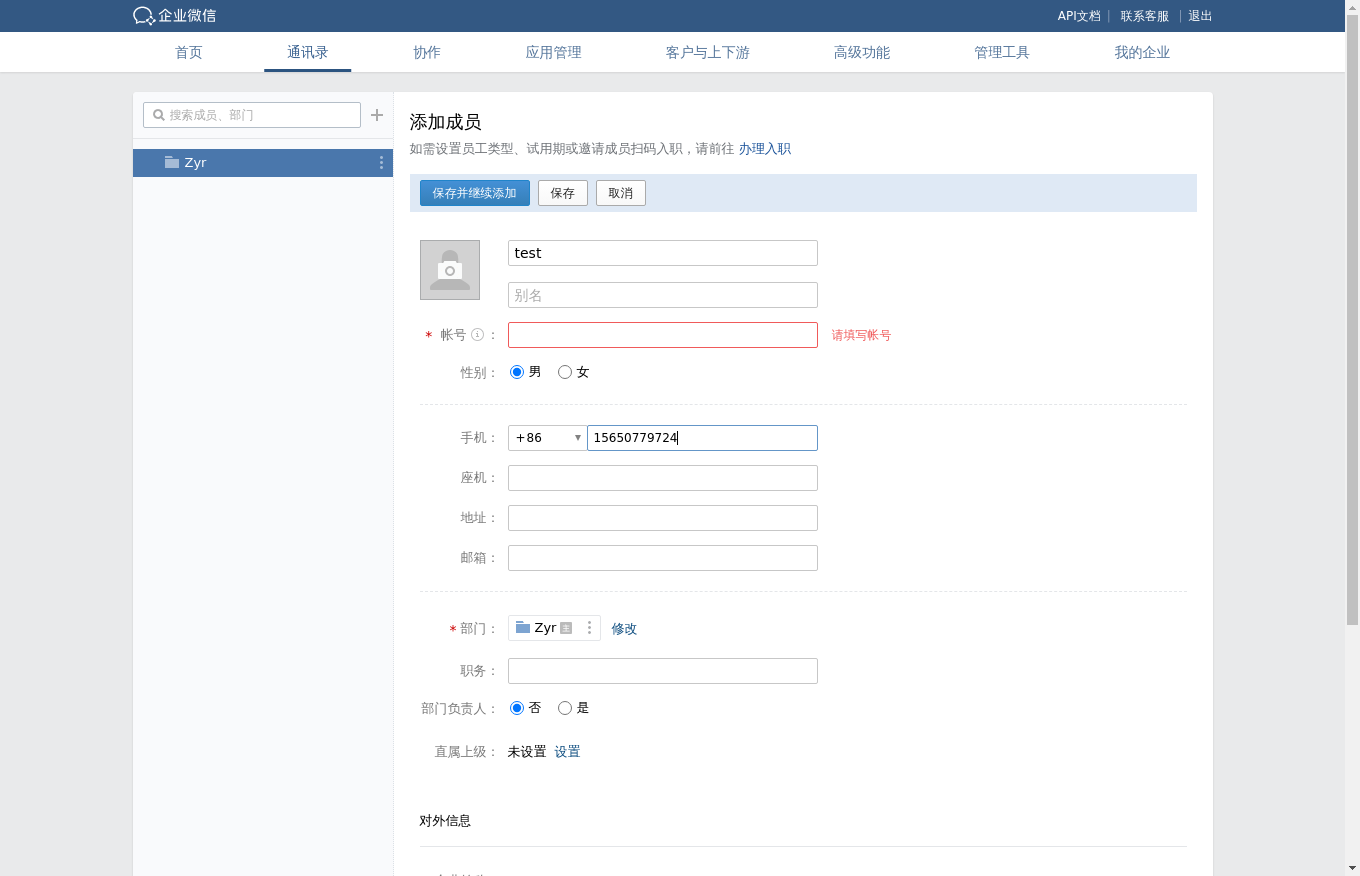 企业微信
API文档 | 联系客服 | 退出
首页 通讯录 协作 应用管理 客户与上下游 高级功能 管理工具 我的企业
搜索成员、部门
Zyr
添加成员
如需设置员工类型、试用期或邀请成员扫码入职，请前往 办理入职
保存并继续添加 保存 取消
test
别名
* 帐号 ⓘ ： 请填写帐号
性别： 男 女
手机： +86 15650779724
座机：
地址：
邮箱：
* 部门： Zyr 主 修改
职务：
部门负责人： 否 是
直属上级： 未设置 设置
对外信息